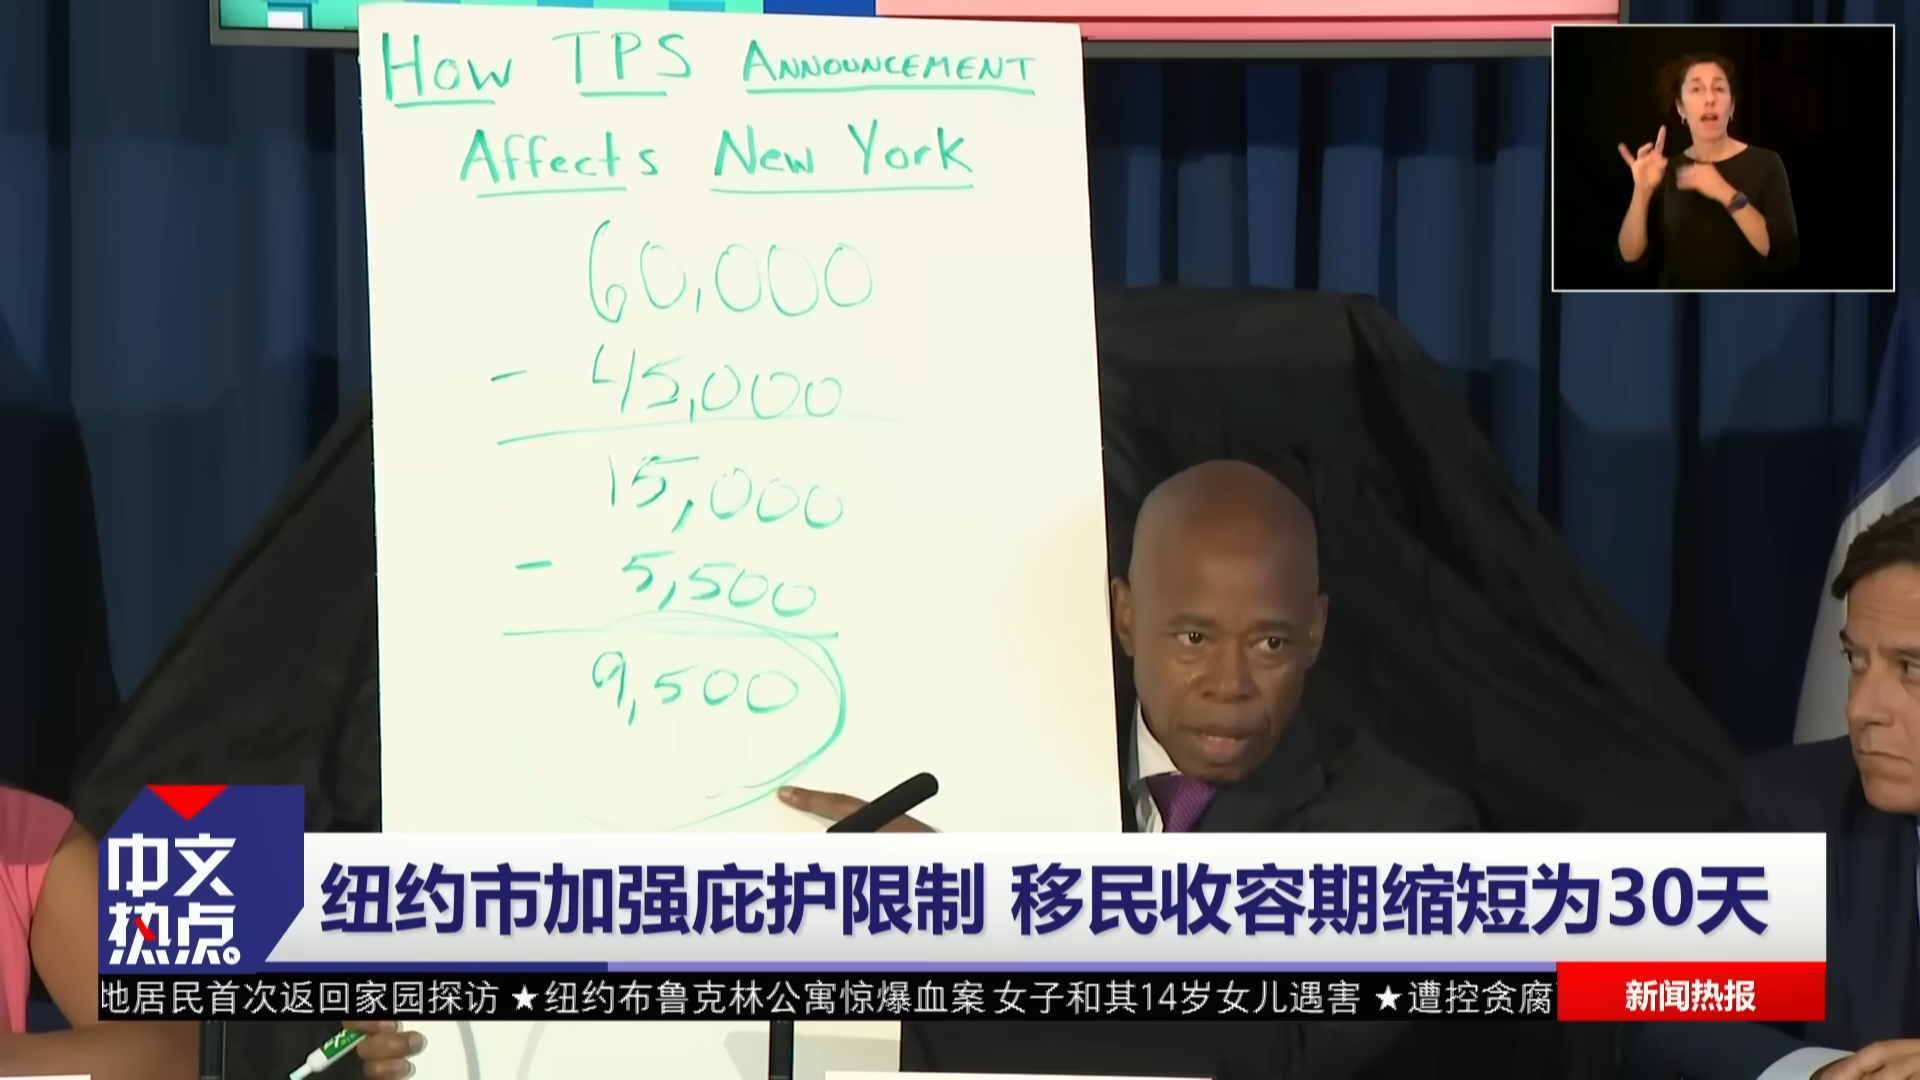 How TPS ANNOUNCEMENT
Affects New York
60,000
- 45,000
15,000
- 5,500
9,500
中文
热点
纽约市加强庇护限制 移民收容期缩短为30天
地居民首次返回家园探访 ★纽约布鲁克林公寓惊爆血案 女子和其14岁女儿遇害 ★遭控贪腐
新闻热报